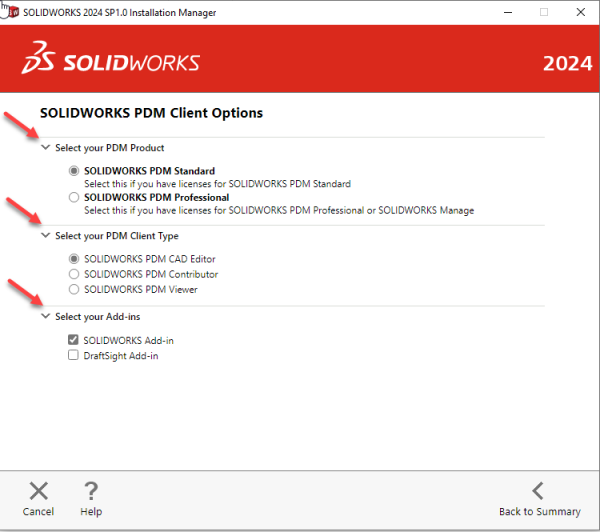 SOLIDWORKS 2024 SP1.0 Installation Manager
SOLIDWORKS
2024
SOLIDWORKS PDM Client Options
Select your PDM Product
SOLIDWORKS PDM Standard
Select this if you have licenses for SOLIDWORKS PDM Standard
SOLIDWORKS PDM Professional
Select this if you have licenses for SOLIDWORKS PDM Professional or SOLIDWORKS Manage
Select your PDM Client Type
SOLIDWORKS PDM CAD Editor
SOLIDWORKS PDM Contributor
SOLIDWORKS PDM Viewer
Select your Add-ins
SOLIDWORKS Add-in
DraftSight Add-in
Cancel
Help
Back to Summary